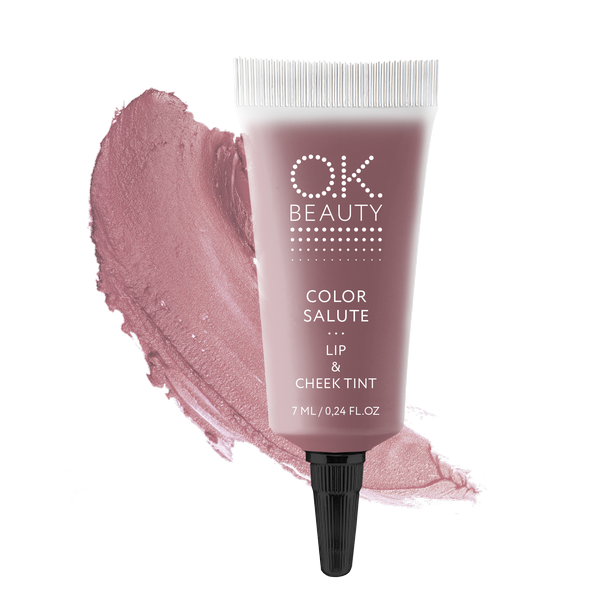 O.K.
BEAUTY
COLOR
SALUTE
LIP
&
CHEEK TINT
7 ML / 0,24 FL.OZ